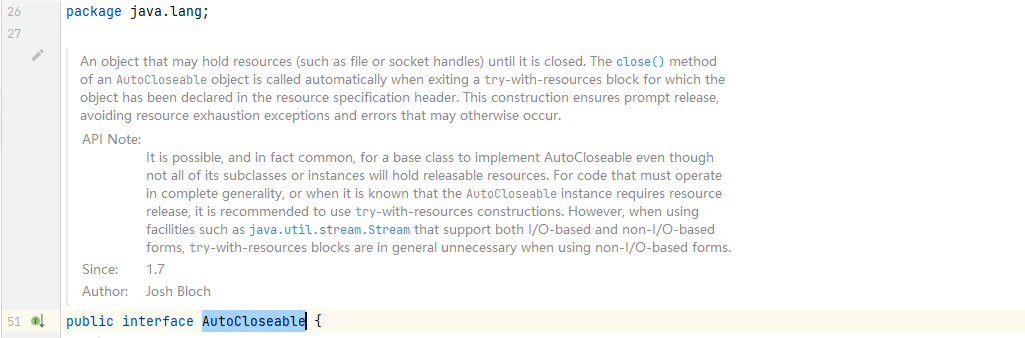 26 package java.lang;
27
An object that may hold resources (such as file or socket handles) until it is closed. The close() method
of an AutoCloseable object is called automatically when exiting a try-with-resources block for which the
object has been declared in the resource specification header. This construction ensures prompt release,
avoiding resource exhaustion exceptions and errors that may otherwise occur.
API Note:
It is possible, and in fact common, for a base class to implement AutoCloseable even though
not all of its subclasses or instances will hold releasable resources. For code that must operate
in complete generality, or when it is known that the AutoCloseable instance requires resource
release, it is recommended to use try-with-resources constructions. However, when using
facilities such as java.util.stream.Stream that support both I/O-based and non-I/O-based
forms, try-with-resources blocks are in general unnecessary when using non-I/O-based forms.
Since: 1.7
Author: Josh Bloch
51 public interface AutoCloseable {